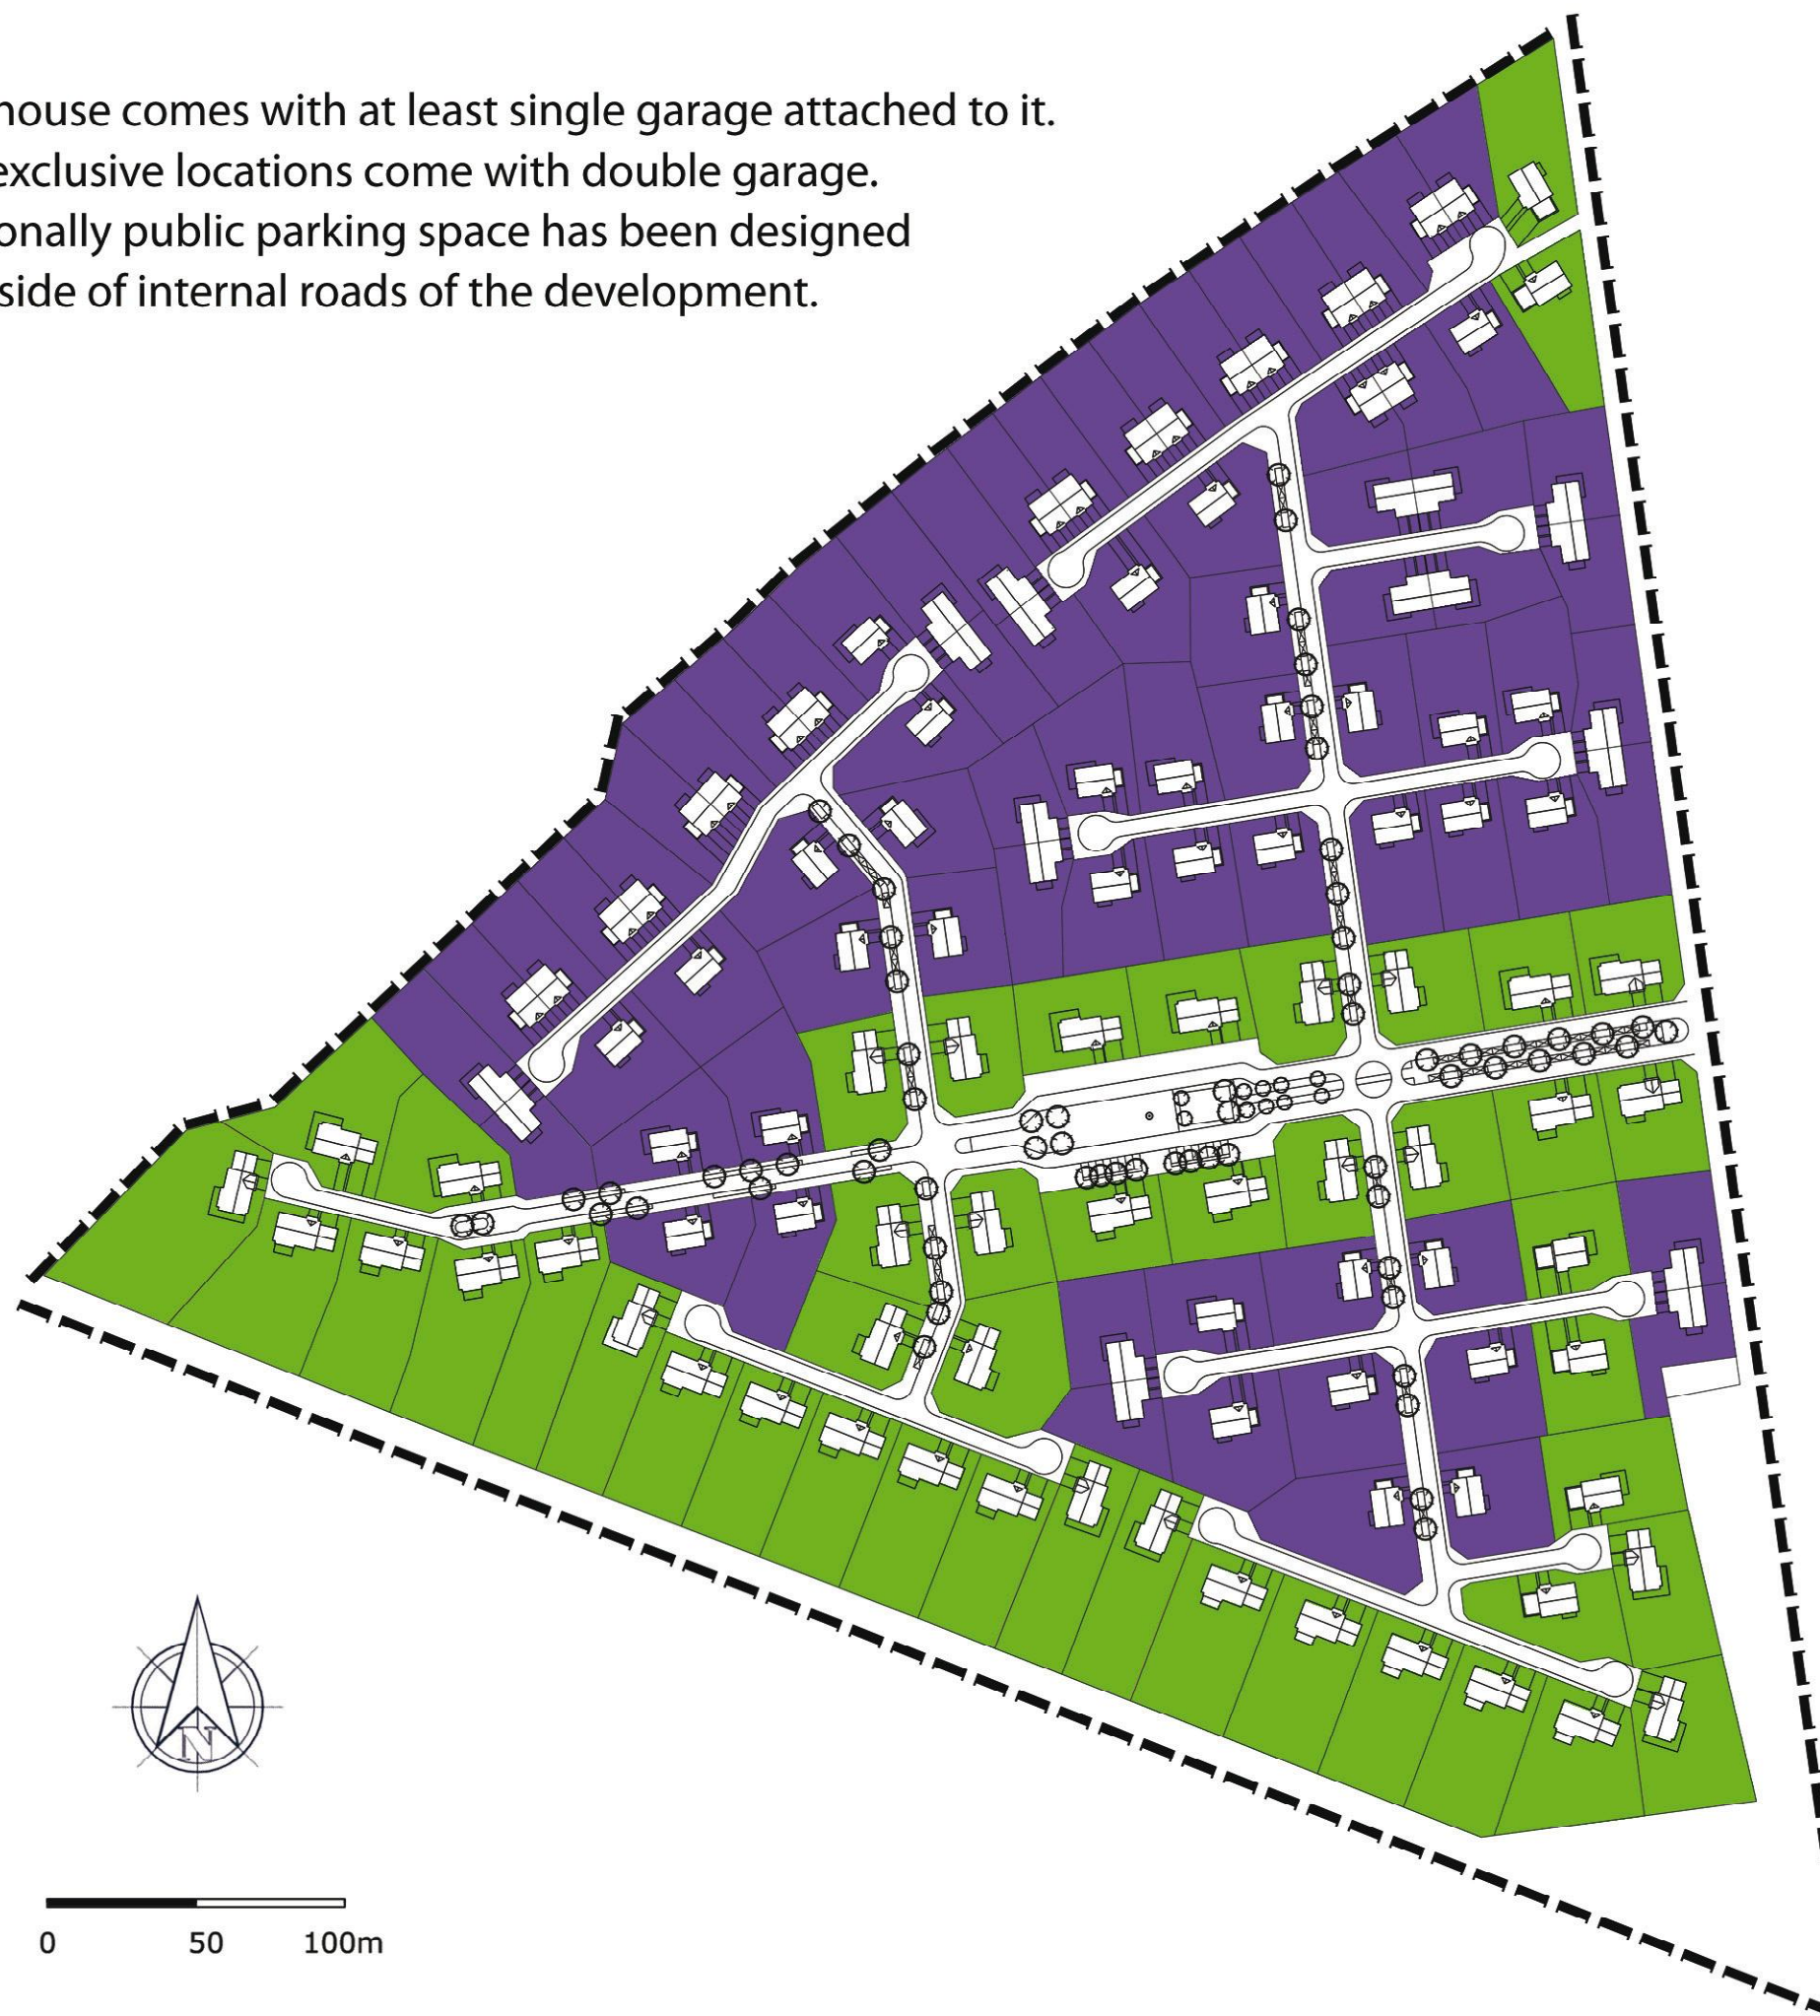 house comes with at least single garage attached to it.
exclusive locations come with double garage.
onally public parking space has been designed
side of internal roads of the development.
N
0 50 100m